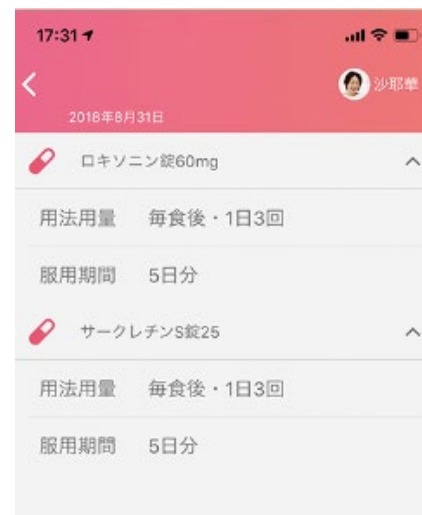 17:31
沙耶華
2018年8月31日
ロキソニン錠60mg
用法用量 毎食後・1日3回
服用期間 5日分
サークレチンS錠25
用法用量 毎食後・1日3回
服用期間 5日分